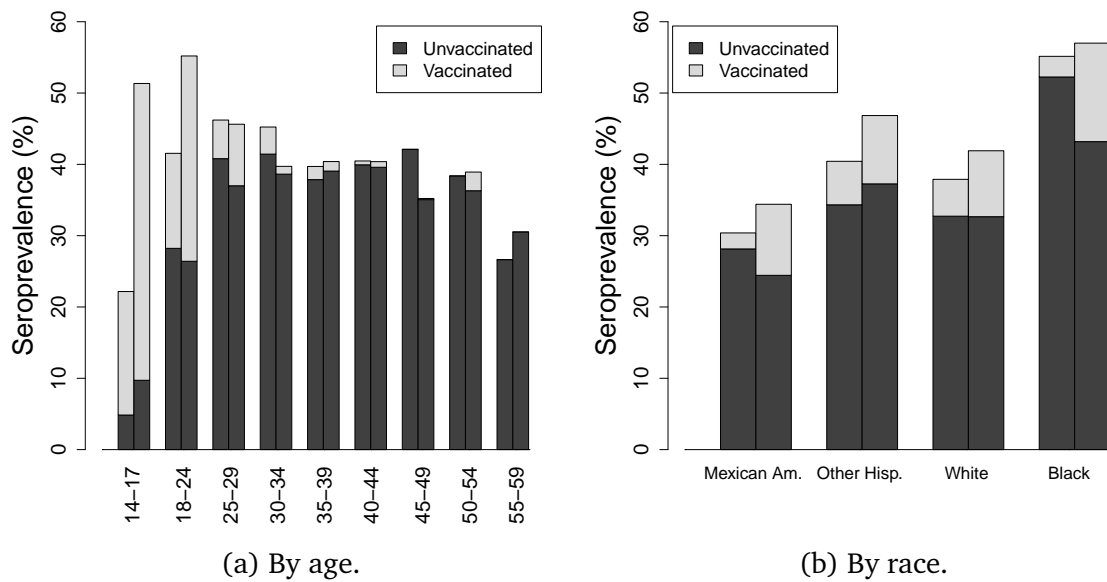 Seroprevalence (%)
0
10
20
30
40
50
60
Unvaccinated
Vaccinated
14−17
18−24
25−29
30−34
35−39
40−44
45−49
50−54
55−59
(a) By age.
Seroprevalence (%)
0
10
20
30
40
50
60
Unvaccinated
Vaccinated
Mexican Am.
Other Hisp.
White
Black
(b) By race.